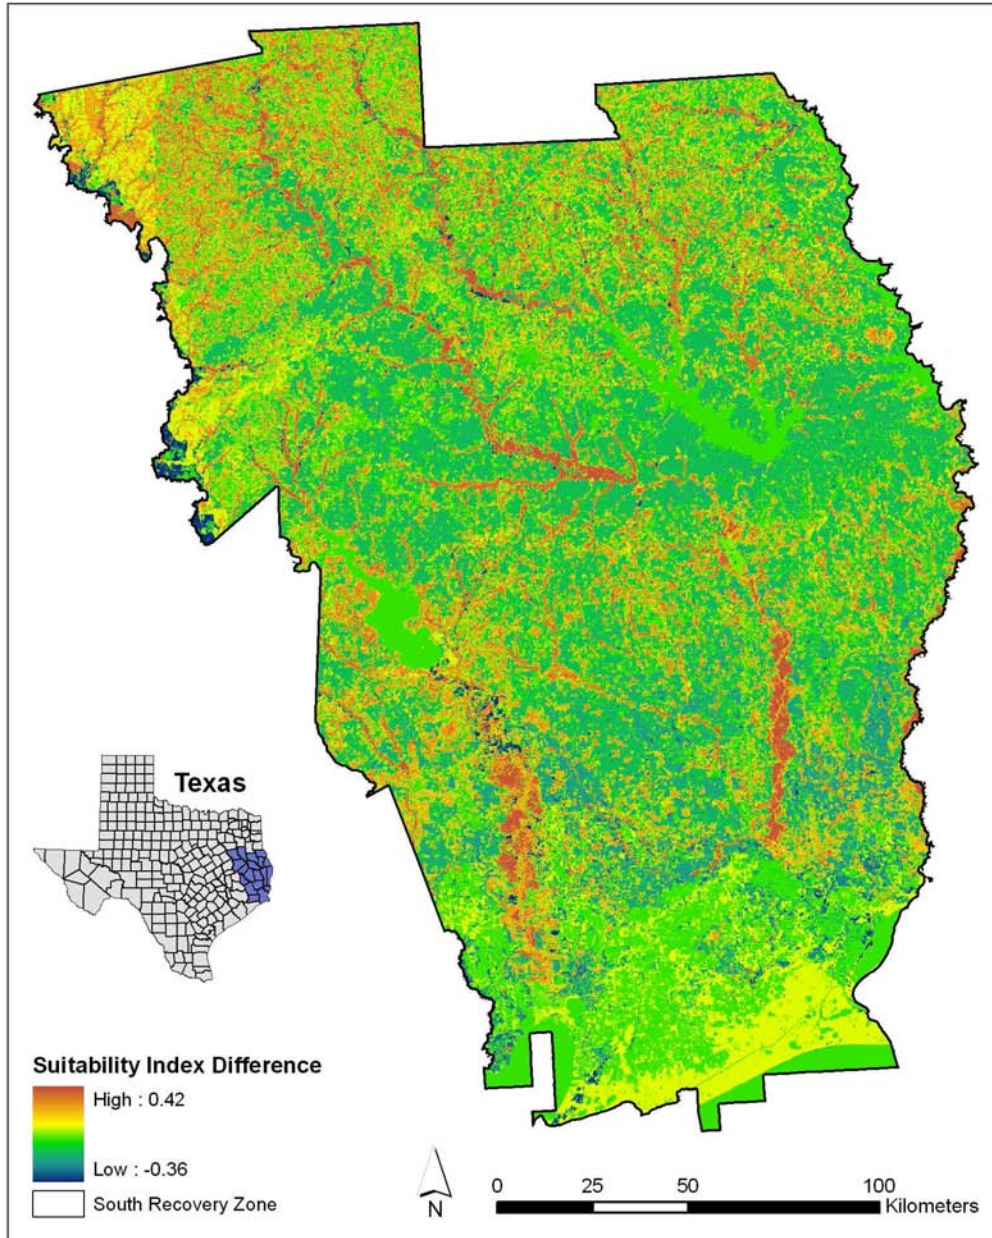 Texas
Suitability Index Difference
High : 0.42
Low : -0.36
South Recovery Zone
N
0 25 50 100
Kilometers